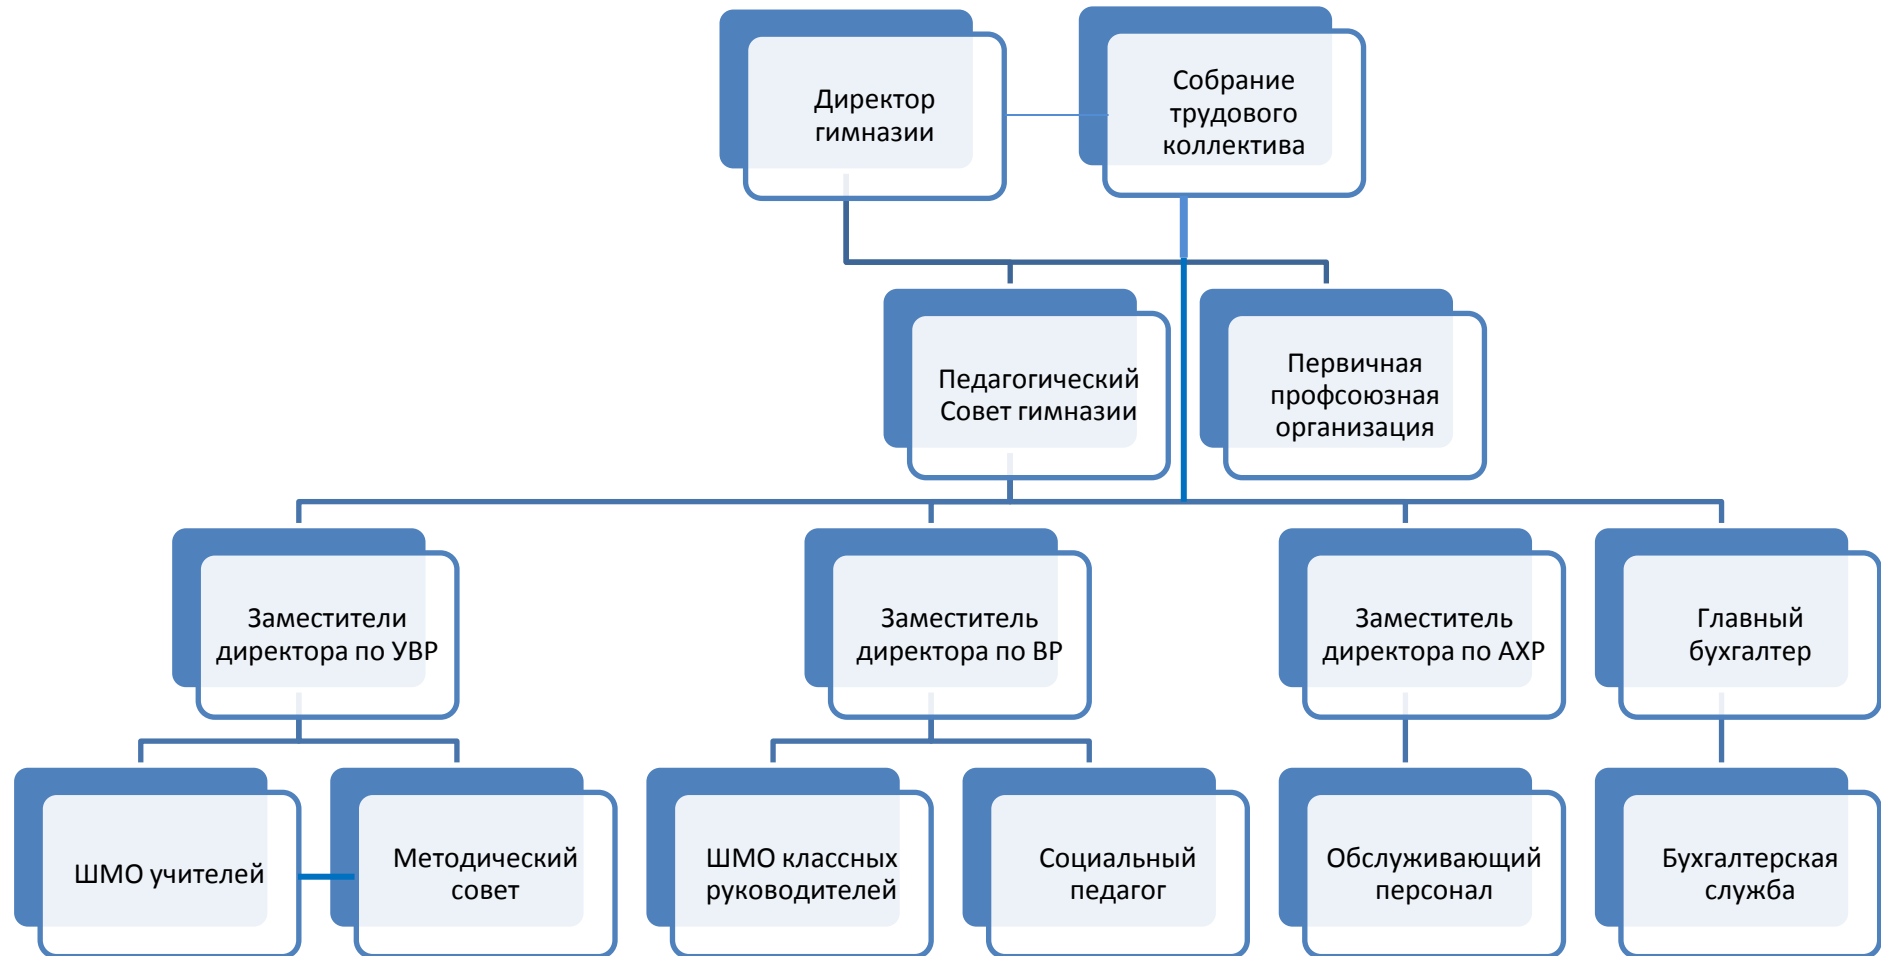 Директор
гимназии
Собрание
трудового
коллектива
Педагогический
Совет гимназии
Первичная
профсоюзная
организация
Заместители
директора по УВР
Заместитель
директора по ВР
Заместитель
директора по АХР
Главный
бухгалтер
ШМО учителей
Методический
совет
ШМО классных
руководителей
Социальный
педагог
Обслуживающий
персонал
Бухгалтерская
служба